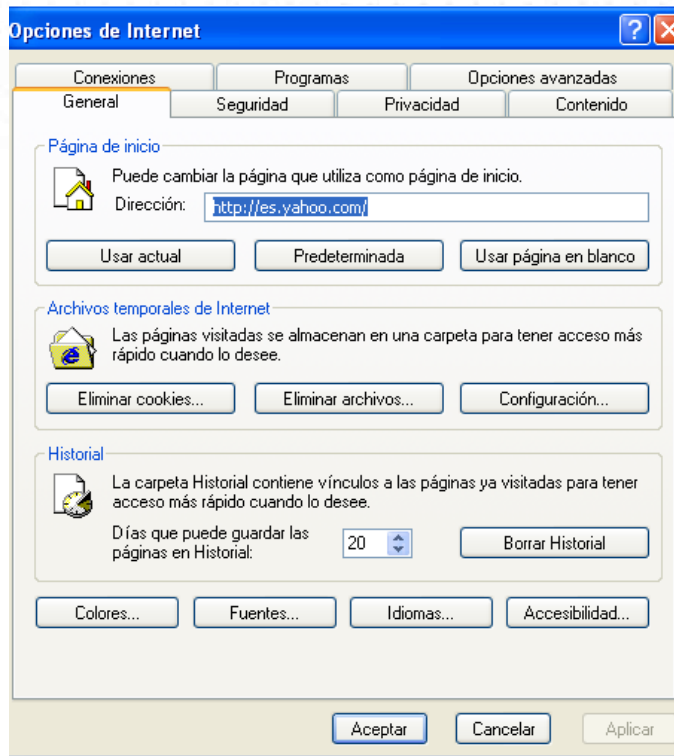 Opciones de Internet
Conexiones Programas Opciones avanzadas
General Seguridad Privacidad Contenido
Página de inicio
Puede cambiar la página que utiliza como página de inicio.
Dirección: http://es.yahoo.com/
Usar actual Predeterminada Usar página en blanco
Archivos temporales de Internet
Las páginas visitadas se almacenan en una carpeta para tener acceso más
rápido cuando lo desee.
Eliminar cookies... Eliminar archivos... Configuración...
Historial
La carpeta Historial contiene vínculos a las páginas ya visitadas para tener
acceso más rápido cuando lo desee.
Días que puede guardar las
páginas en Historial: 20 Borrar Historial
Colores... Fuentes... Idiomas... Accesibilidad...
Aceptar Cancelar Aplicar